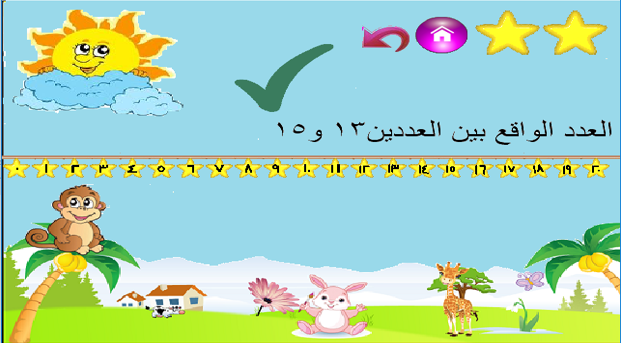 العدد الواقع بين العددين١٣ و١٥
٠ ١ ٢ ٣ ٤ ٥ ٦ ٧ ٨ ٩ ١٠ ١١ ١٢ ١٣ ١٤ ١٥ ١٦ ١٧ ١٨ ١٩ ٢٠